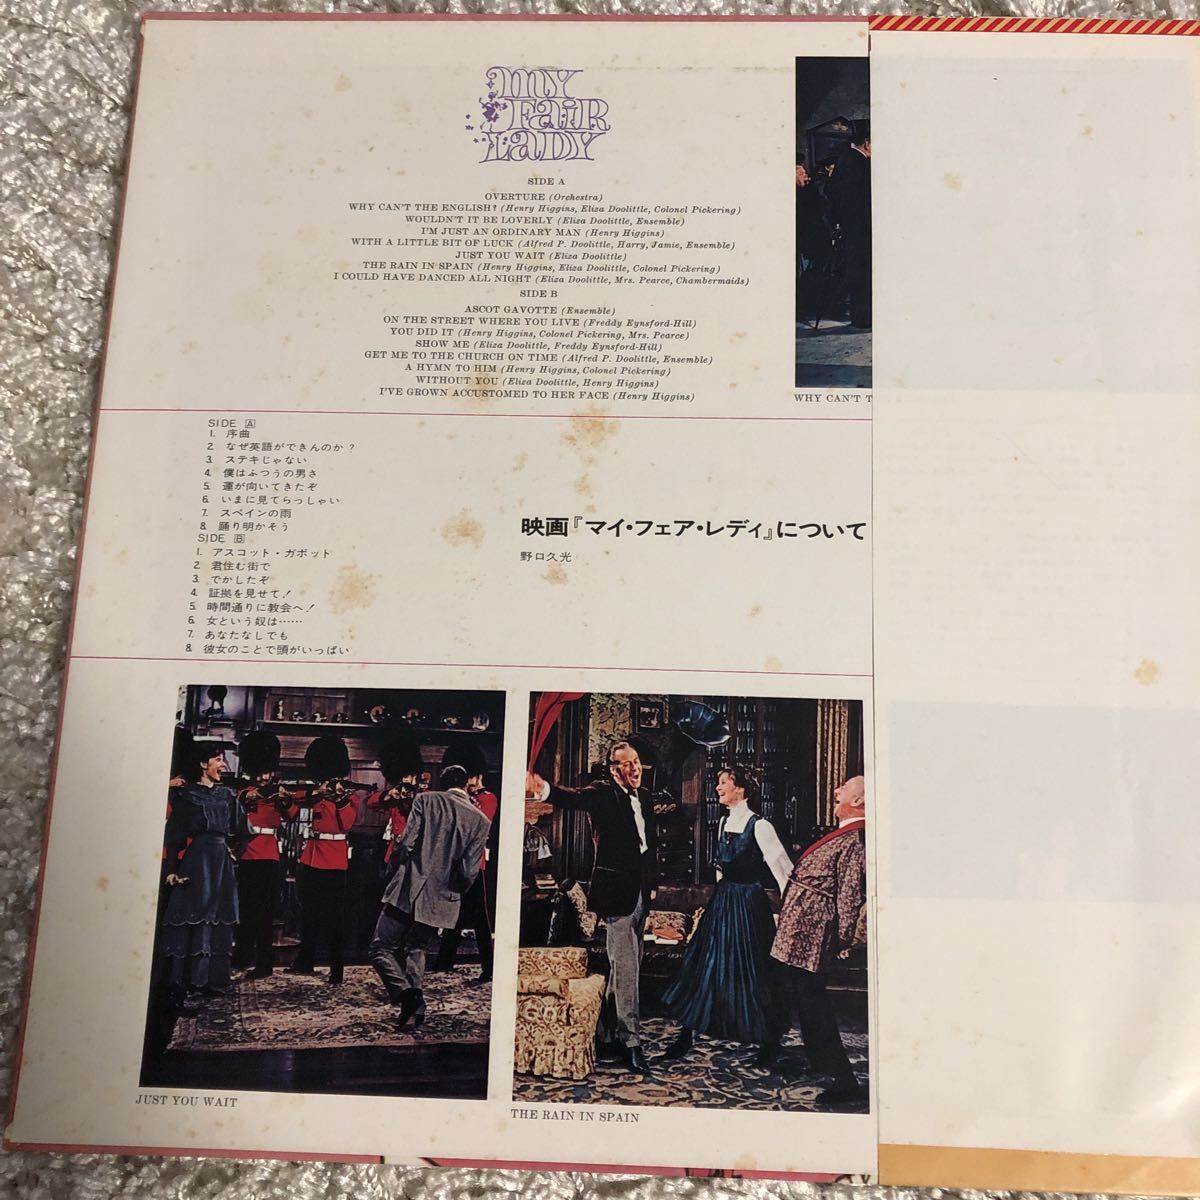 MY
FAIR
LADY
SIDE A
OVERTURE (Orchestra)
WHY CAN'T THE ENGLISH? (Henry Higgins, Eliza Doolittle, Colonel Pickering)
WOULDN'T IT BE LOVERLY (Eliza Doolittle, Ensemble)
I'M JUST AN ORDINARY MAN (Henry Higgins)
WITH A LITTLE BIT OF LUCK (Alfred P. Doolittle, Harry, Jamie, Ensemble)
JUST YOU WAIT (Eliza Doolittle)
THE RAIN IN SPAIN (Henry Higgins, Eliza Doolittle, Colonel Pickering)
I COULD HAVE DANCED ALL NIGHT (Eliza Doolittle, Mrs. Pearce, Chambermaids)
SIDE B
ASCOT GAVOTTE (Ensemble)
ON THE STREET WHERE YOU LIVE (Freddy Eynsford-Hill)
YOU DID IT (Henry Higgins, Colonel Pickering, Mrs. Pearce)
SHOW ME (Eliza Doolittle, Freddy Eynsford-Hill)
GET ME TO THE CHURCH ON TIME (Alfred P. Doolittle, Ensemble)
A HYMN TO HIM (Henry Higgins, Colonel Pickering)
WITHOUT YOU (Eliza Doolittle, Henry Higgins)
I'VE GROWN ACCUSTOMED TO HER FACE (Henry Higgins)
WHY CAN'T T
SIDE A
1. 序曲
2. なぜ英語ができんのか?
3. ステキじゃない
4. 僕はふつうの男さ
5. 運が向いてきたぞ
6. いまに見てらっしゃい
7. スペインの雨
8. 踊り明かそう
SIDE B
1. アスコット・ガボット
2. 君住む街で
3. でかしたぞ
4. 証拠を見せて!
5. 時間通りに教会へ!
6. 女という奴は……
7. あなたなしでも
8. 彼女のことで頭がいっぱい
映画『マイ・フェア・レディ』について
野口久光
JUST YOU WAIT
THE RAIN IN SPAIN